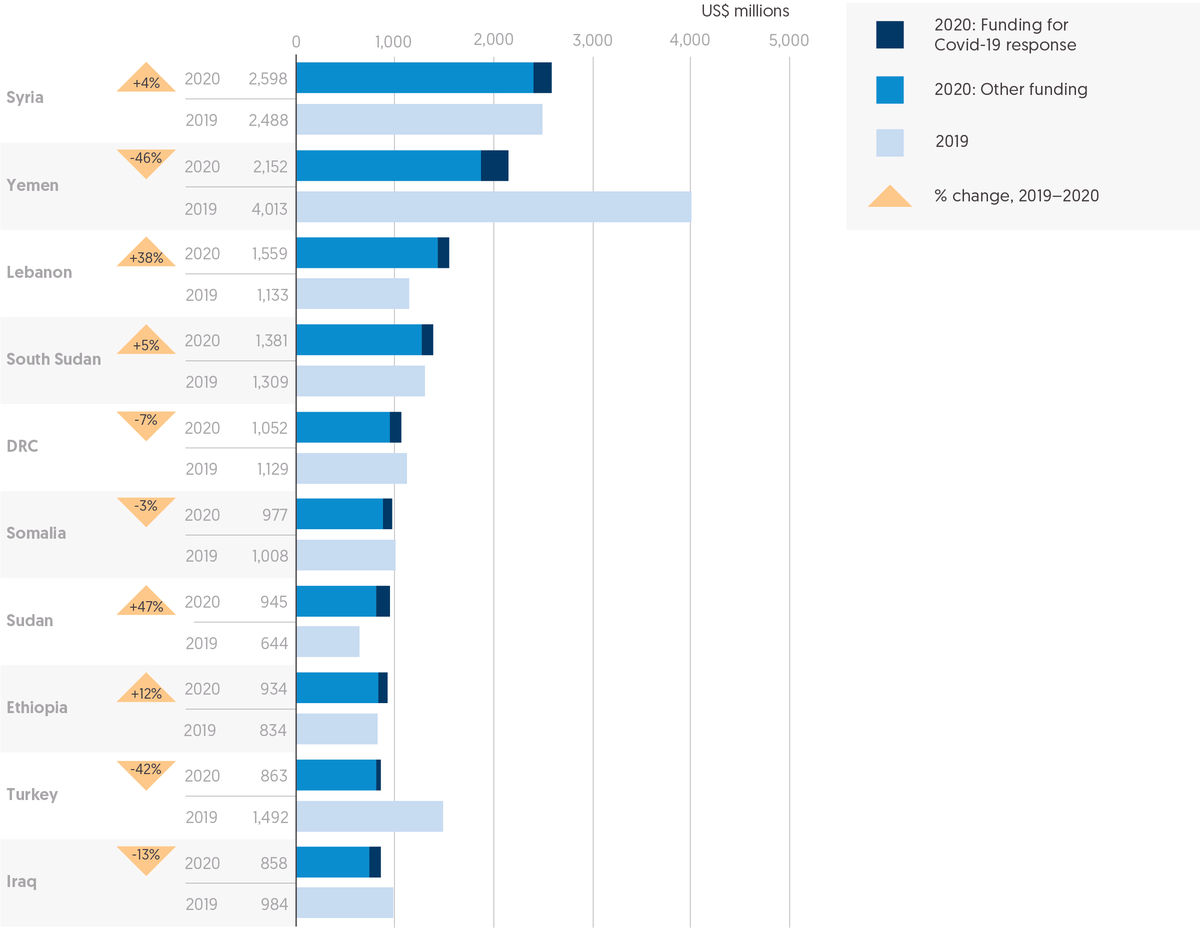 US$ millions
0 1,000 2,000 3,000 4,000 5,000
2020: Funding for
Covid-19 response
2020: Other funding
2019
% change, 2019–2020
Syria +4% 2020 2,598
2019 2,488
Yemen -46% 2020 2,152
2019 4,013
Lebanon +38% 2020 1,559
2019 1,133
South Sudan +5% 2020 1,381
2019 1,309
DRC -7% 2020 1,052
2019 1,129
Somalia -3% 2020 977
2019 1,008
Sudan +47% 2020 945
2019 644
Ethiopia +12% 2020 934
2019 834
Turkey -42% 2020 863
2019 1,492
Iraq -13% 2020 858
2019 984